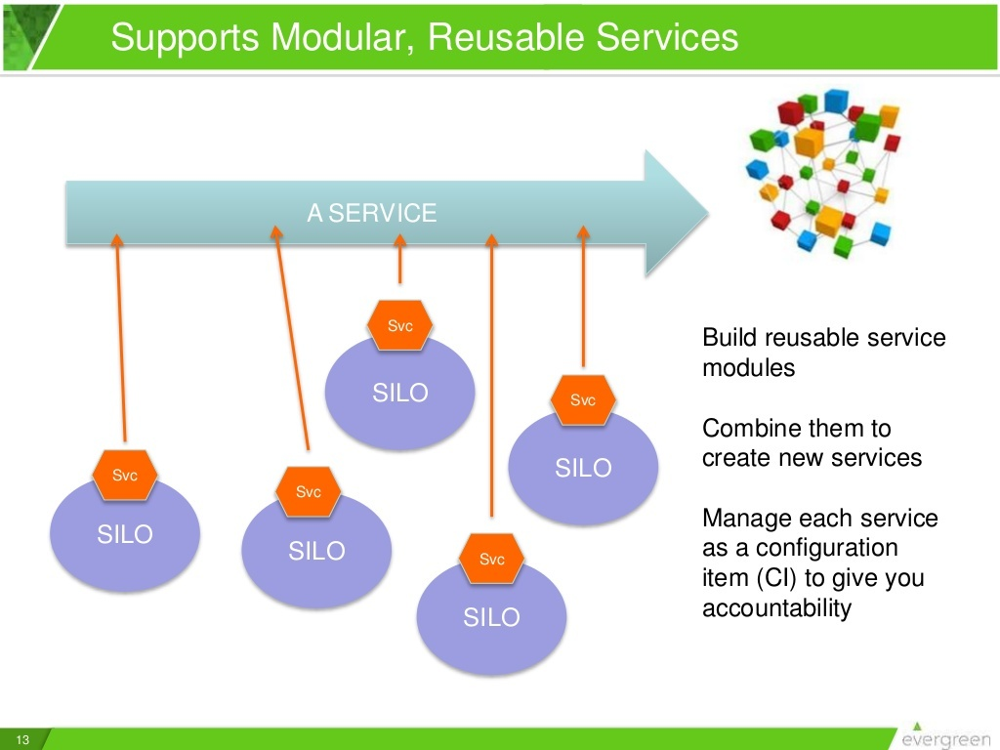 Supports Modular, Reusable Services
A SERVICE
Svc
SILO
Svc
SILO
Svc
SILO
Svc
SILO
Svc
SILO
Build reusable service
modules
Combine them to
create new services
Manage each service
as a configuration
item (CI) to give you
accountability
13
evergreen